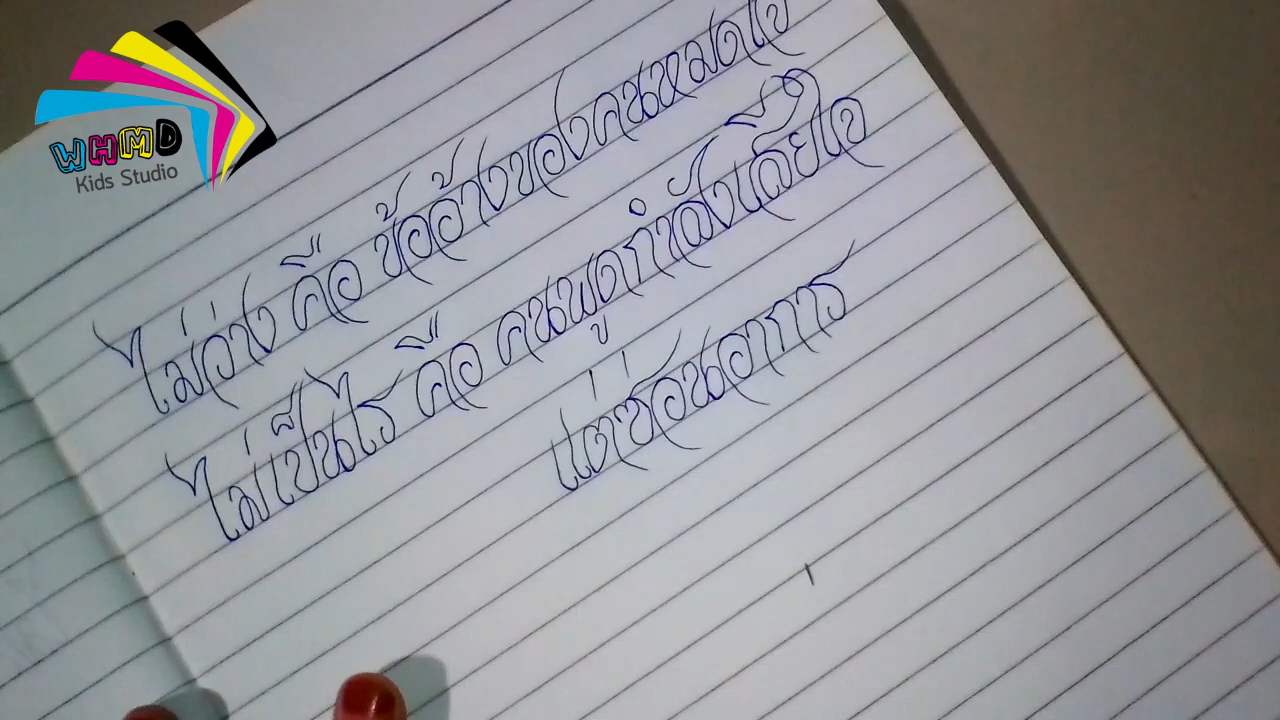 WHMD
Kids Studio
ไม่ว่าง คือ ข้ออ้างของคนหมดใจ
ไม่เป็นไร คือ คนพูดกำลังเสียใจ
แต่ซ่อนอาการ